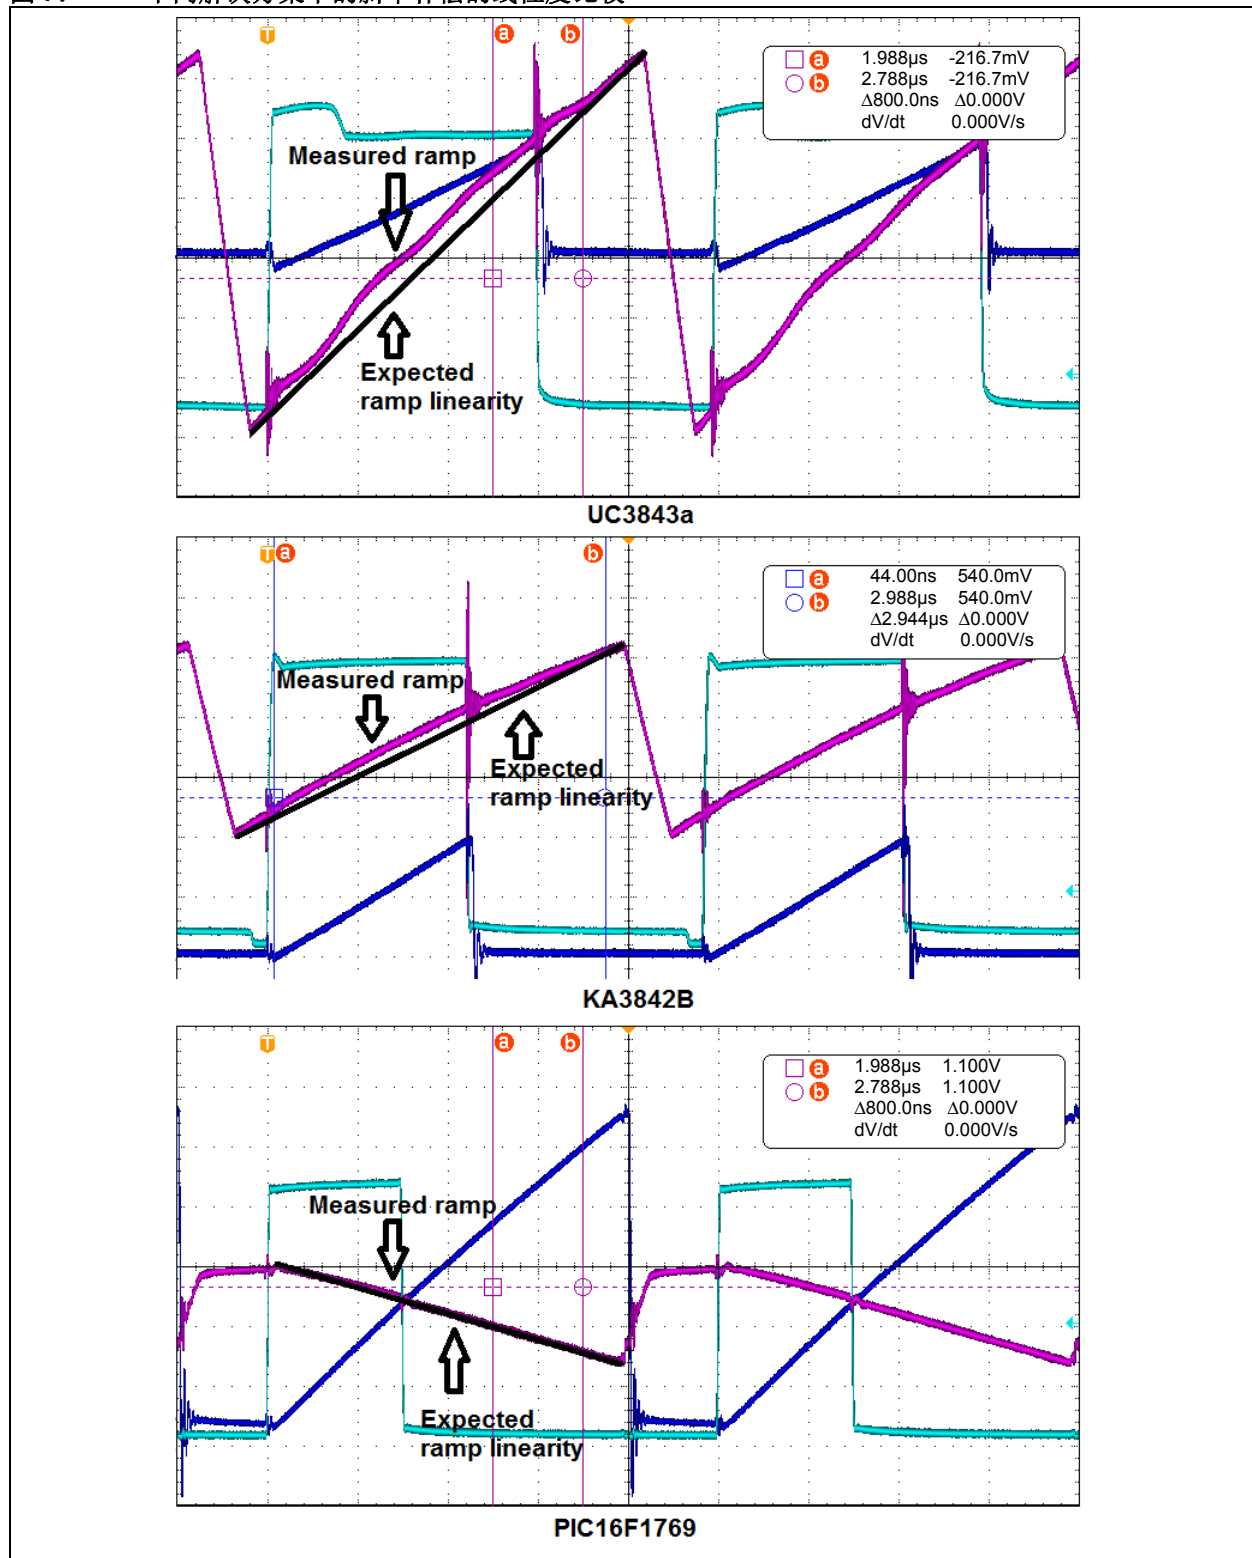 a b
a 1.988µs -216.7mV
b 2.788µs -216.7mV
Δ800.0ns Δ0.000V
dV/dt 0.000V/s
Measured ramp
Expected
ramp linearity
UC3843a
T a b
a 44.00ns 540.0mV
b 2.988µs 540.0mV
Δ2.944µs Δ0.000V
dV/dt 0.000V/s
Measured ramp
Expected
ramp linearity
KA3842B
T a b
a 1.988µs 1.100V
b 2.788µs 1.100V
Δ800.0ns Δ0.000V
dV/dt 0.000V/s
Measured ramp
Expected
ramp linearity
PIC16F1769